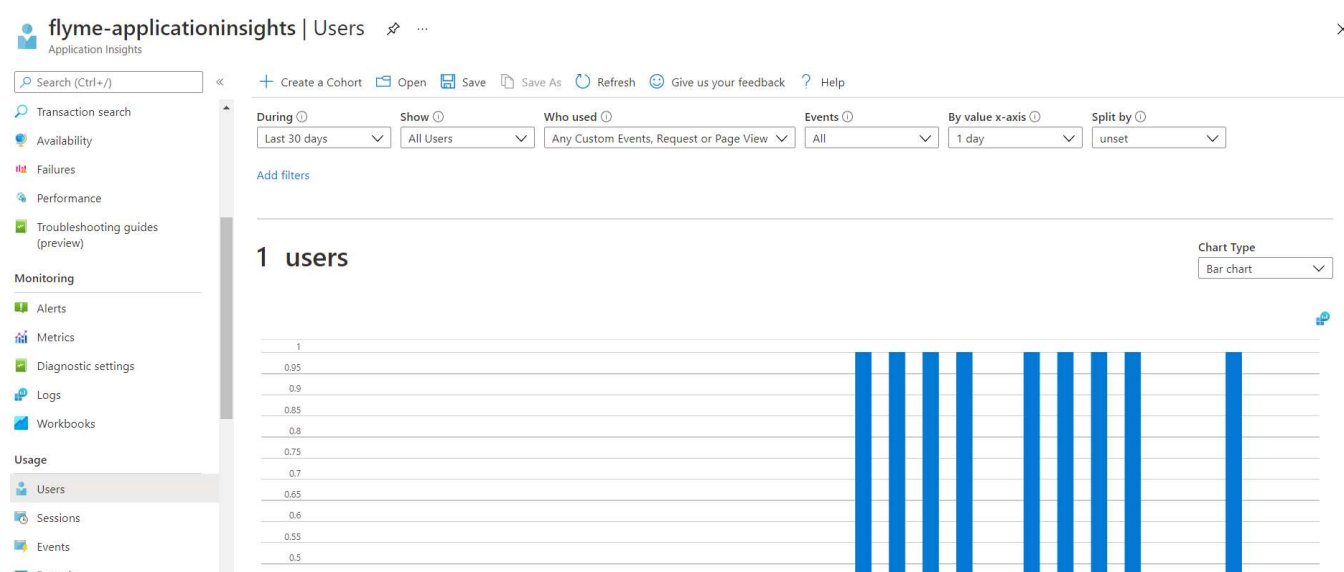 flyme-applicationinsights | Users
Application Insights
Search (Ctrl+/)
Transaction search
Availability
Failures
Performance
Troubleshooting guides
(preview)
Monitoring
Alerts
Metrics
Diagnostic settings
Logs
Workbooks
Usage
Users
Sessions
Events
Create a Cohort Open Save Save As Refresh Give us your feedback Help
During Show Who used Events By value x-axis Split by
Last 30 days All Users Any Custom Events, Request or Page View All 1 day unset
Add filters
1 users
Chart Type
Bar chart
1
0.95
0.9
0.85
0.8
0.75
0.7
0.65
0.6
0.55
0.5